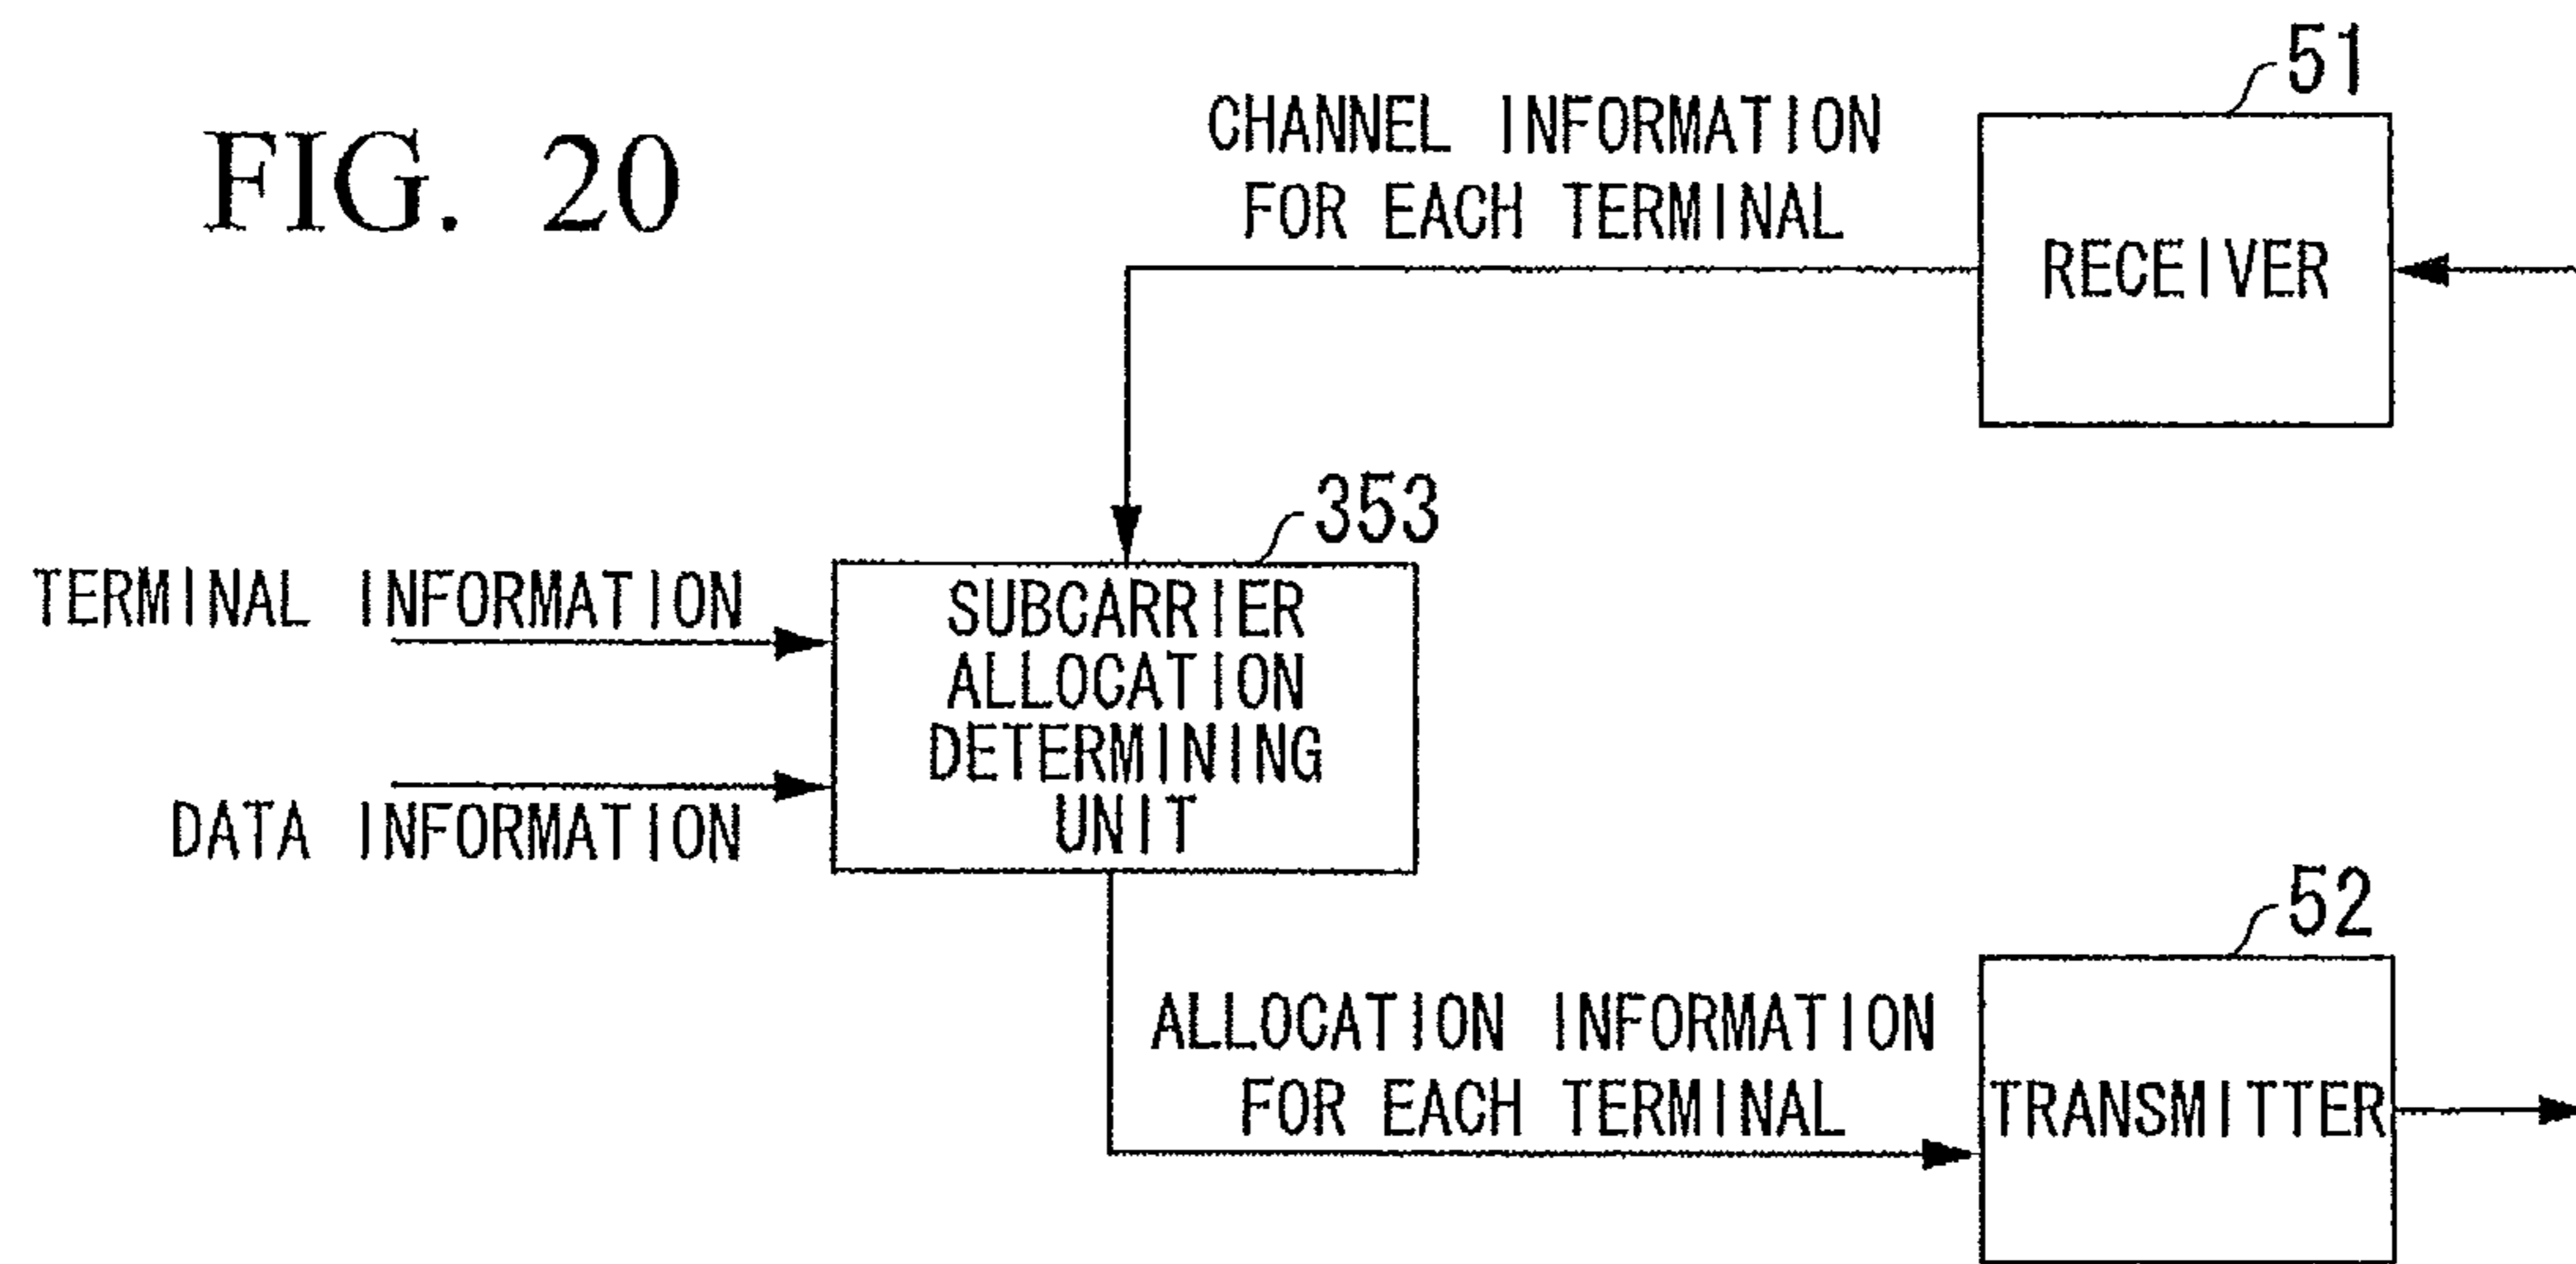 FIG. 20
51
CHANNEL INFORMATION
FOR EACH TERMINAL
RECEIVER
353
TERMINAL INFORMATION
SUBCARRIER
ALLOCATION
DETERMINING
UNIT
DATA INFORMATION
52
ALLOCATION INFORMATION
FOR EACH TERMINAL
TRANSMITTER